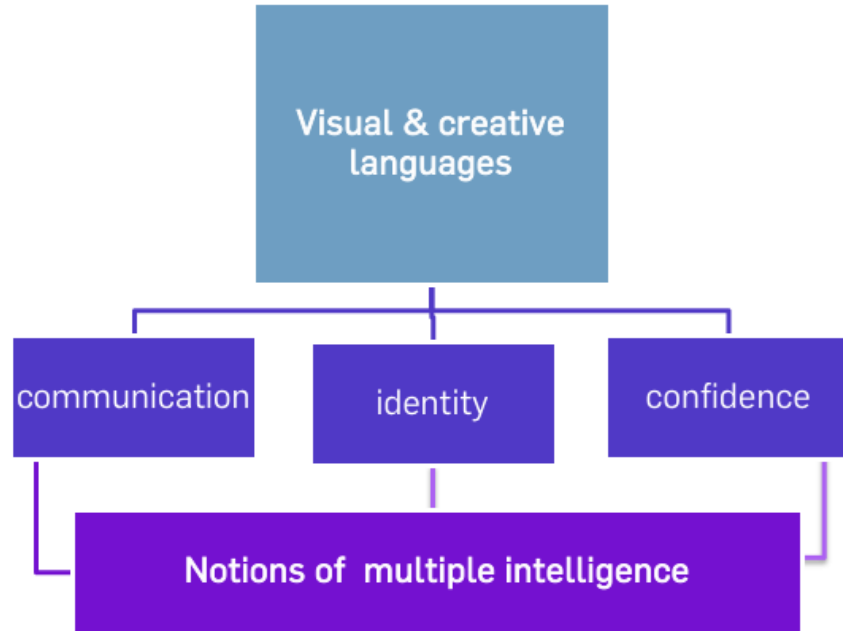 Visual & creative
languages
communication
identity
confidence
Notions of  multiple intelligence